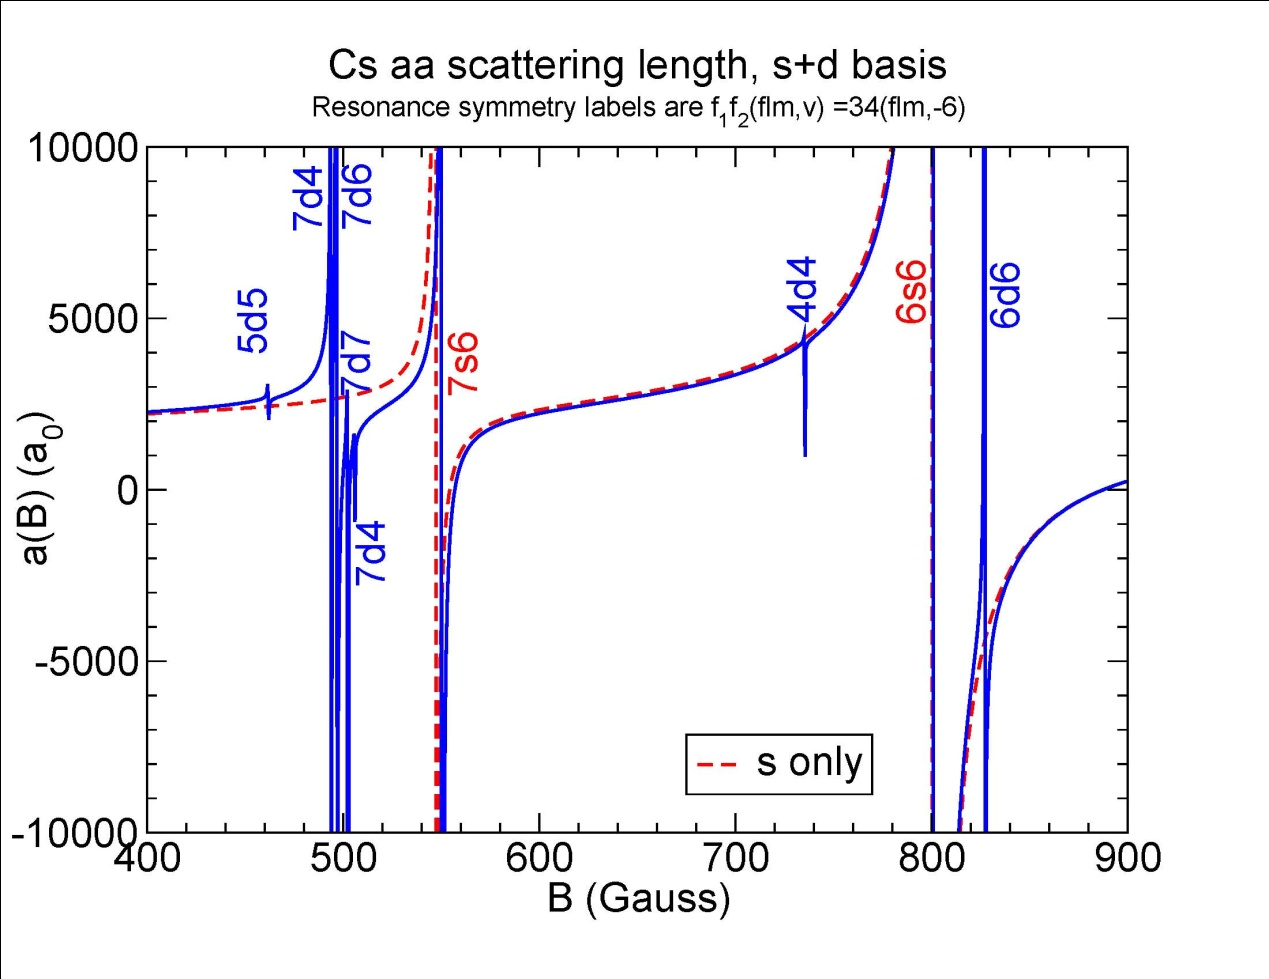 Cs aa scattering length, s+d basis
Resonance symmetry labels are f₁f₂(flm,v) =34(flm,-6)
10000
5000
0
-5000
-10000
a(B) (a₀)
5d5
7d4
7d6
7d7
7d4
7s6
4d4
6s6
6d6
s only
400 500 600 700 800 900
B (Gauss)